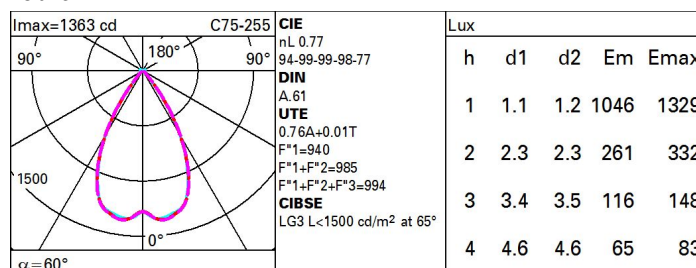 Imax=1363 cd C75-255
90° 180° 90°
1500
0°
α=60°
CIE
nL 0.77
94-99-99-98-77
DIN
A.61
UTE
0.76A+0.01T
F"1=940
F"1+F"2=985
F"1+F"2+F"3=994
CIBSE
LG3 L<1500 cd/m² at 65°
Lux
h d1 d2 Em Emax
1 1.1 1.2 1046 1329
2 2.3 2.3 261 332
3 3.4 3.5 116 148
4 4.6 4.6 65 83